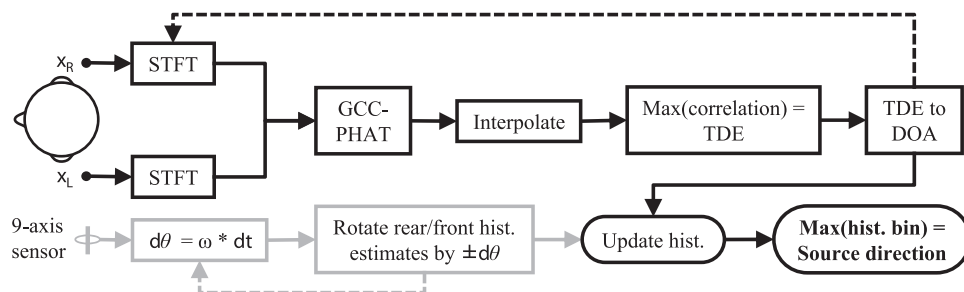 x_R
STFT
GCC-
PHAT
Interpolate
Max(correlation) =
TDE
TDE to
DOA
x_L
STFT
9-axis
sensor
dθ = ω * dt
Rotate rear/front hist.
estimates by ±dθ
Update hist.
Max(hist. bin) =
Source direction